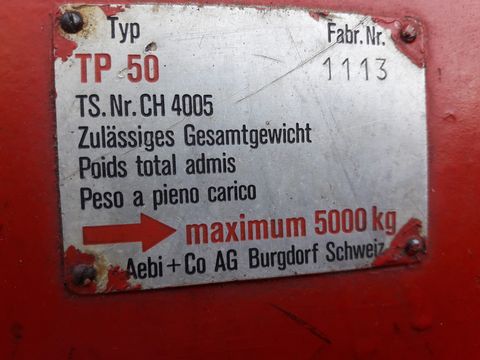 Typ Fabr. Nr.
TP 50 1113
TS. Nr. CH 4005
Zulässiges Gesamtgewicht
Poids total admis
Peso a pieno carico
maximum 5000 kg
Aebi + Co AG Burgdorf Schweiz